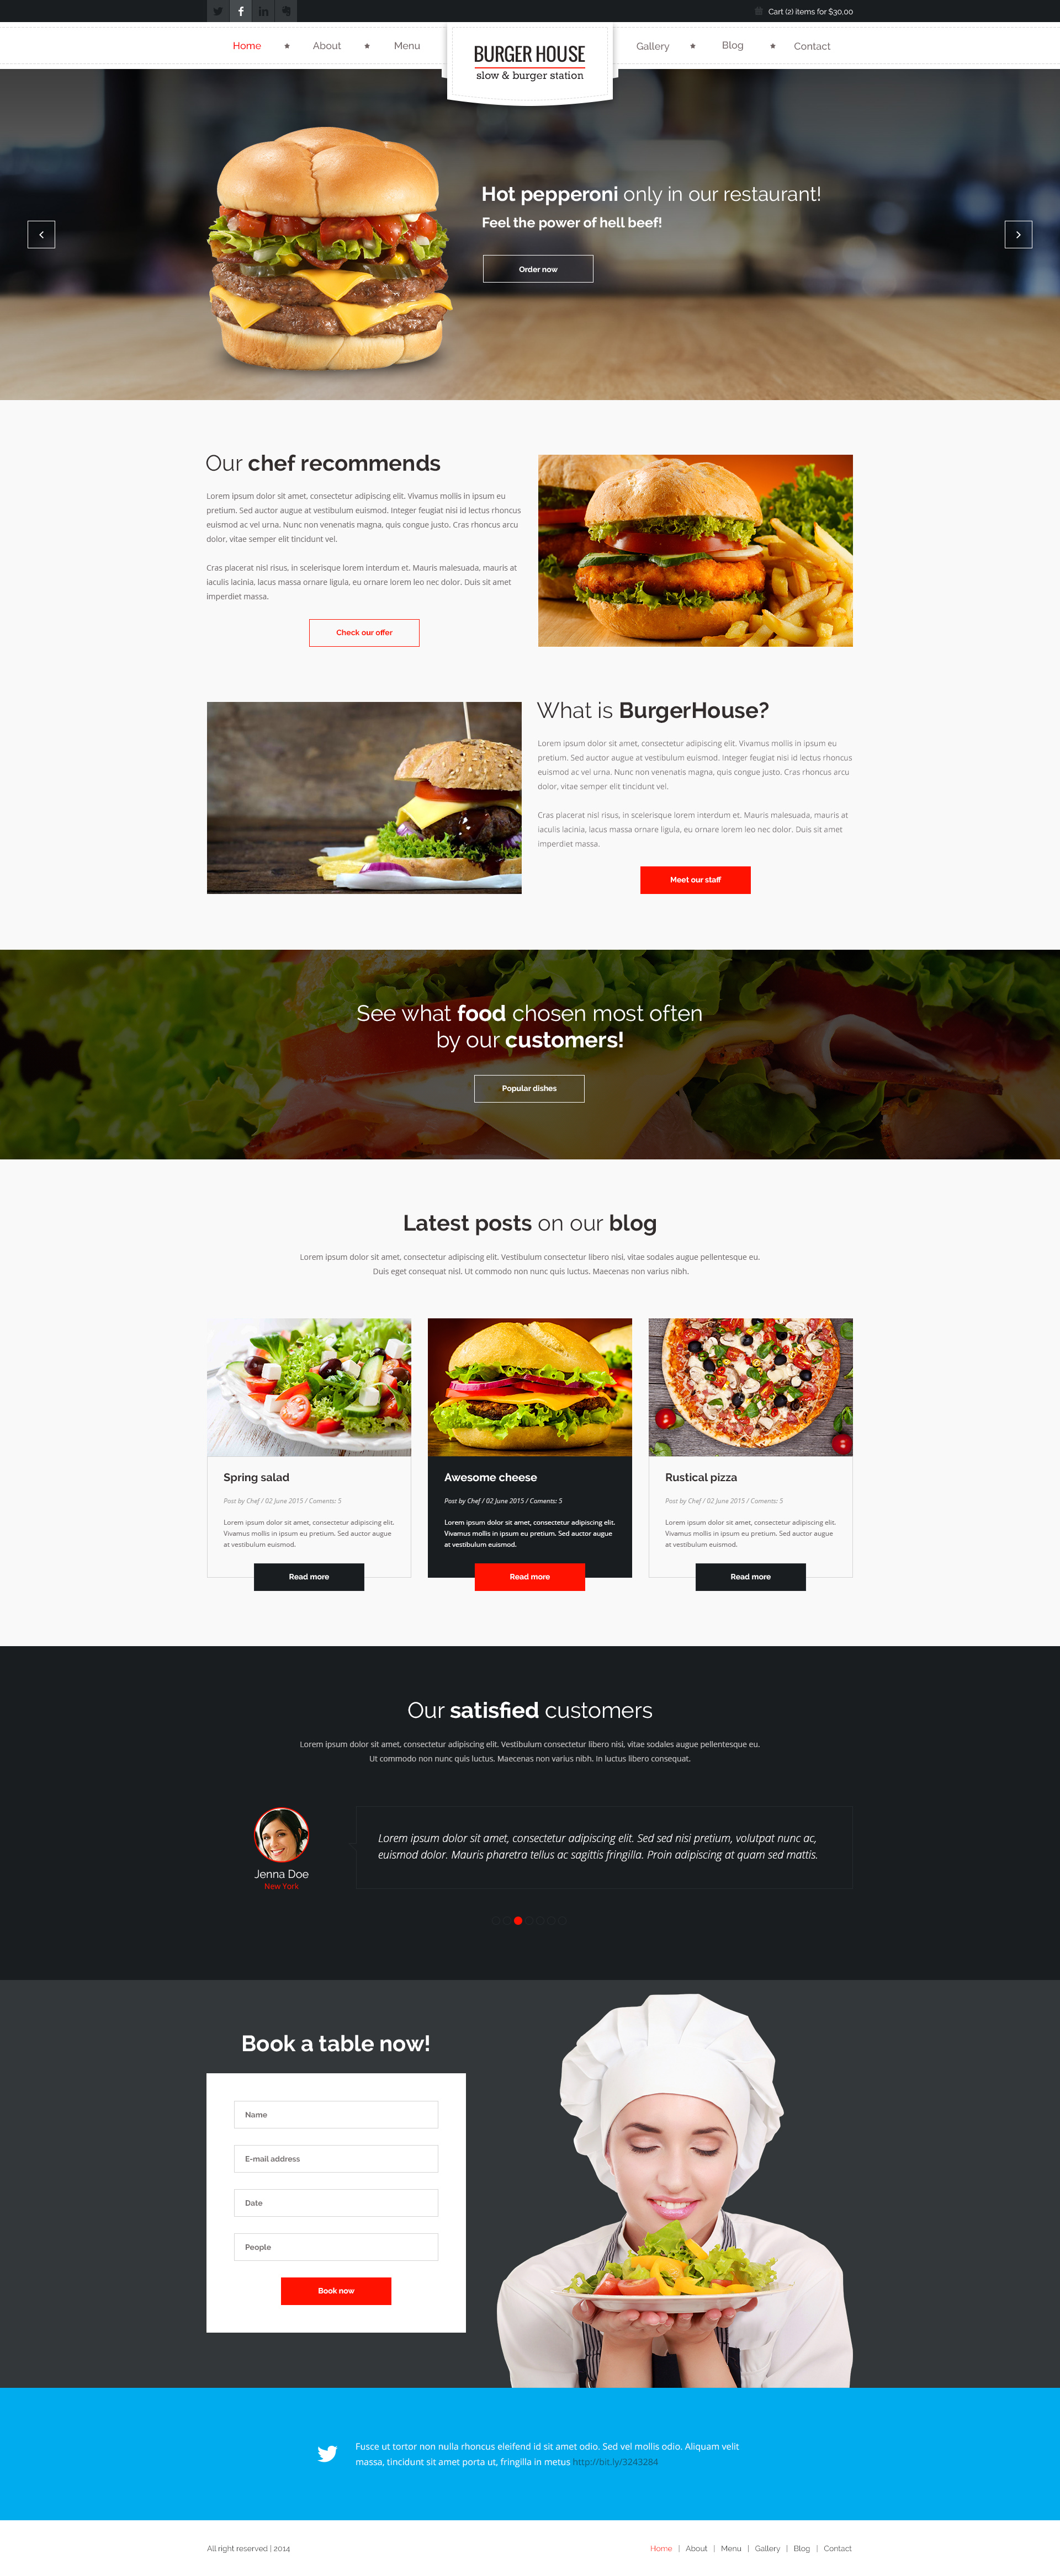 Cart (2) items for $30,00
Home
About
Menu
BURGER HOUSE
slow & burger station
Gallery
Blog
Contact
Hot pepperoni only in our restaurant!
Feel the power of hell beef!
Order now
Our chef recommends
Lorem ipsum dolor sit amet, consectetur adipiscing elit. Vivamus mollis in ipsum eu
pretium. Sed auctor augue at vestibulum euismod. Integer feugiat nisi id lectus rhoncus
euismod ac vel urna. Nunc non venenatis magna, quis congue justo. Cras rhoncus arcu
dolor, vitae semper elit tincidunt vel.
Cras placerat nisl risus, in scelerisque lorem interdum et. Mauris malesuada, mauris at
iaculis lacinia, lacus massa ornare ligula, eu ornare lorem leo nec dolor. Duis sit amet
imperdiet massa.
Check our offer
What is BurgerHouse?
Lorem ipsum dolor sit amet, consectetur adipiscing elit. Vivamus mollis in ipsum eu
pretium. Sed auctor augue at vestibulum euismod. Integer feugiat nisi id lectus rhoncus
euismod ac vel urna. Nunc non venenatis magna, quis congue justo. Cras rhoncus arcu
dolor, vitae semper elit tincidunt vel.
Cras placerat nisl risus, in scelerisque lorem interdum et. Mauris malesuada, mauris at
iaculis lacinia, lacus massa ornare ligula, eu ornare lorem leo nec dolor. Duis sit amet
imperdiet massa.
Meet our staff
See what food chosen most often
by our customers!
Popular dishes
Latest posts on our blog
Lorem ipsum dolor sit amet, consectetur adipiscing elit. Vestibulum consectetur libero nisi, vitae sodales augue pellentesque eu.
Duis eget consequat nisl. Ut commodo non nunc quis luctus. Maecenas non varius nibh.
Spring salad
Post by Chef / 02 June 2015 / Coments: 5
Lorem ipsum dolor sit amet, consectetur adipiscing elit.
Vivamus mollis in ipsum eu pretium. Sed auctor augue
at vestibulum euismod.
Read more
Awesome cheese
Post by Chef / 02 June 2015 / Coments: 5
Lorem ipsum dolor sit amet, consectetur adipiscing elit.
Vivamus mollis in ipsum eu pretium. Sed auctor augue
at vestibulum euismod.
Read more
Rustical pizza
Post by Chef / 02 June 2015 / Coments: 5
Lorem ipsum dolor sit amet, consectetur adipiscing elit.
Vivamus mollis in ipsum eu pretium. Sed auctor augue
at vestibulum euismod.
Read more
Our satisfied customers
Lorem ipsum dolor sit amet, consectetur adipiscing elit. Vestibulum consectetur libero nisi, vitae sodales augue pellentesque eu.
Ut commodo non nunc quis luctus. Maecenas non varius nibh. In luctus libero consequat.
Jenna Doe
New York
Lorem ipsum dolor sit amet, consectetur adipiscing elit. Sed sed nisi pretium, volutpat nunc ac,
euismod dolor. Mauris pharetra tellus ac sagittis fringilla. Proin adipiscing at quam sed mattis.
Book a table now!
Name
E-mail address
Date
People
Book now
Fusce ut tortor non nulla rhoncus eleifend id sit amet odio. Sed vel mollis odio. Aliquam velit
massa, tincidunt sit amet porta ut, fringilla in metus http://bit.ly/3243284
All right reserved | 2014
Home | About | Menu | Gallery | Blog | Contact